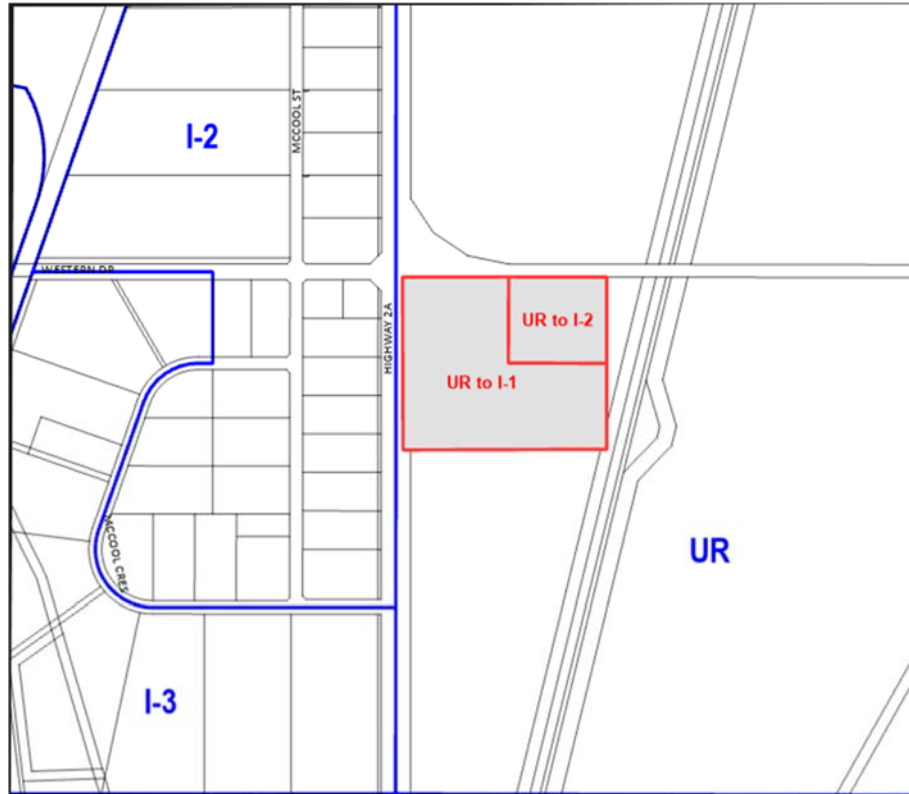 I-2
MCCOOL ST
WESTERN DR
HIGHWAY 2A
UR to I-2
UR to I-1
MCCOOL CRES
UR
I-3